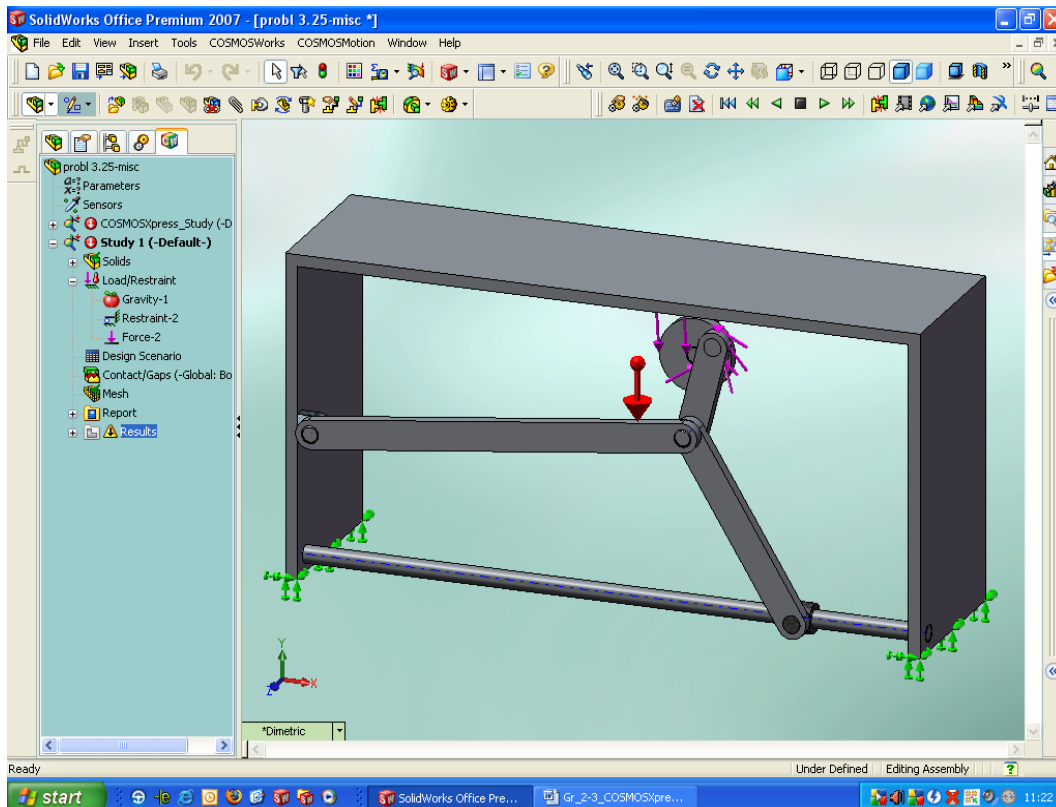 SolidWorks Office Premium 2007 - [probl 3.25-misc *]
File Edit View Insert Tools COSMOSWorks COSMOSMotion Window Help
probl 3.25-misc
Parameters
Sensors
COSMOSXpress_Study (-D
Study 1 (-Default-)
Solids
Load/Restraint
Gravity-1
Restraint-2
Force-2
Design Scenario
Contact/Gaps (-Global: Bo
Mesh
Report
Results
Y
X
Z
*Dimetric
Ready
Under Defined Editing Assembly
start
SolidWorks Office Pre...
Gr_2-3_COSMOSXpre...
11:22